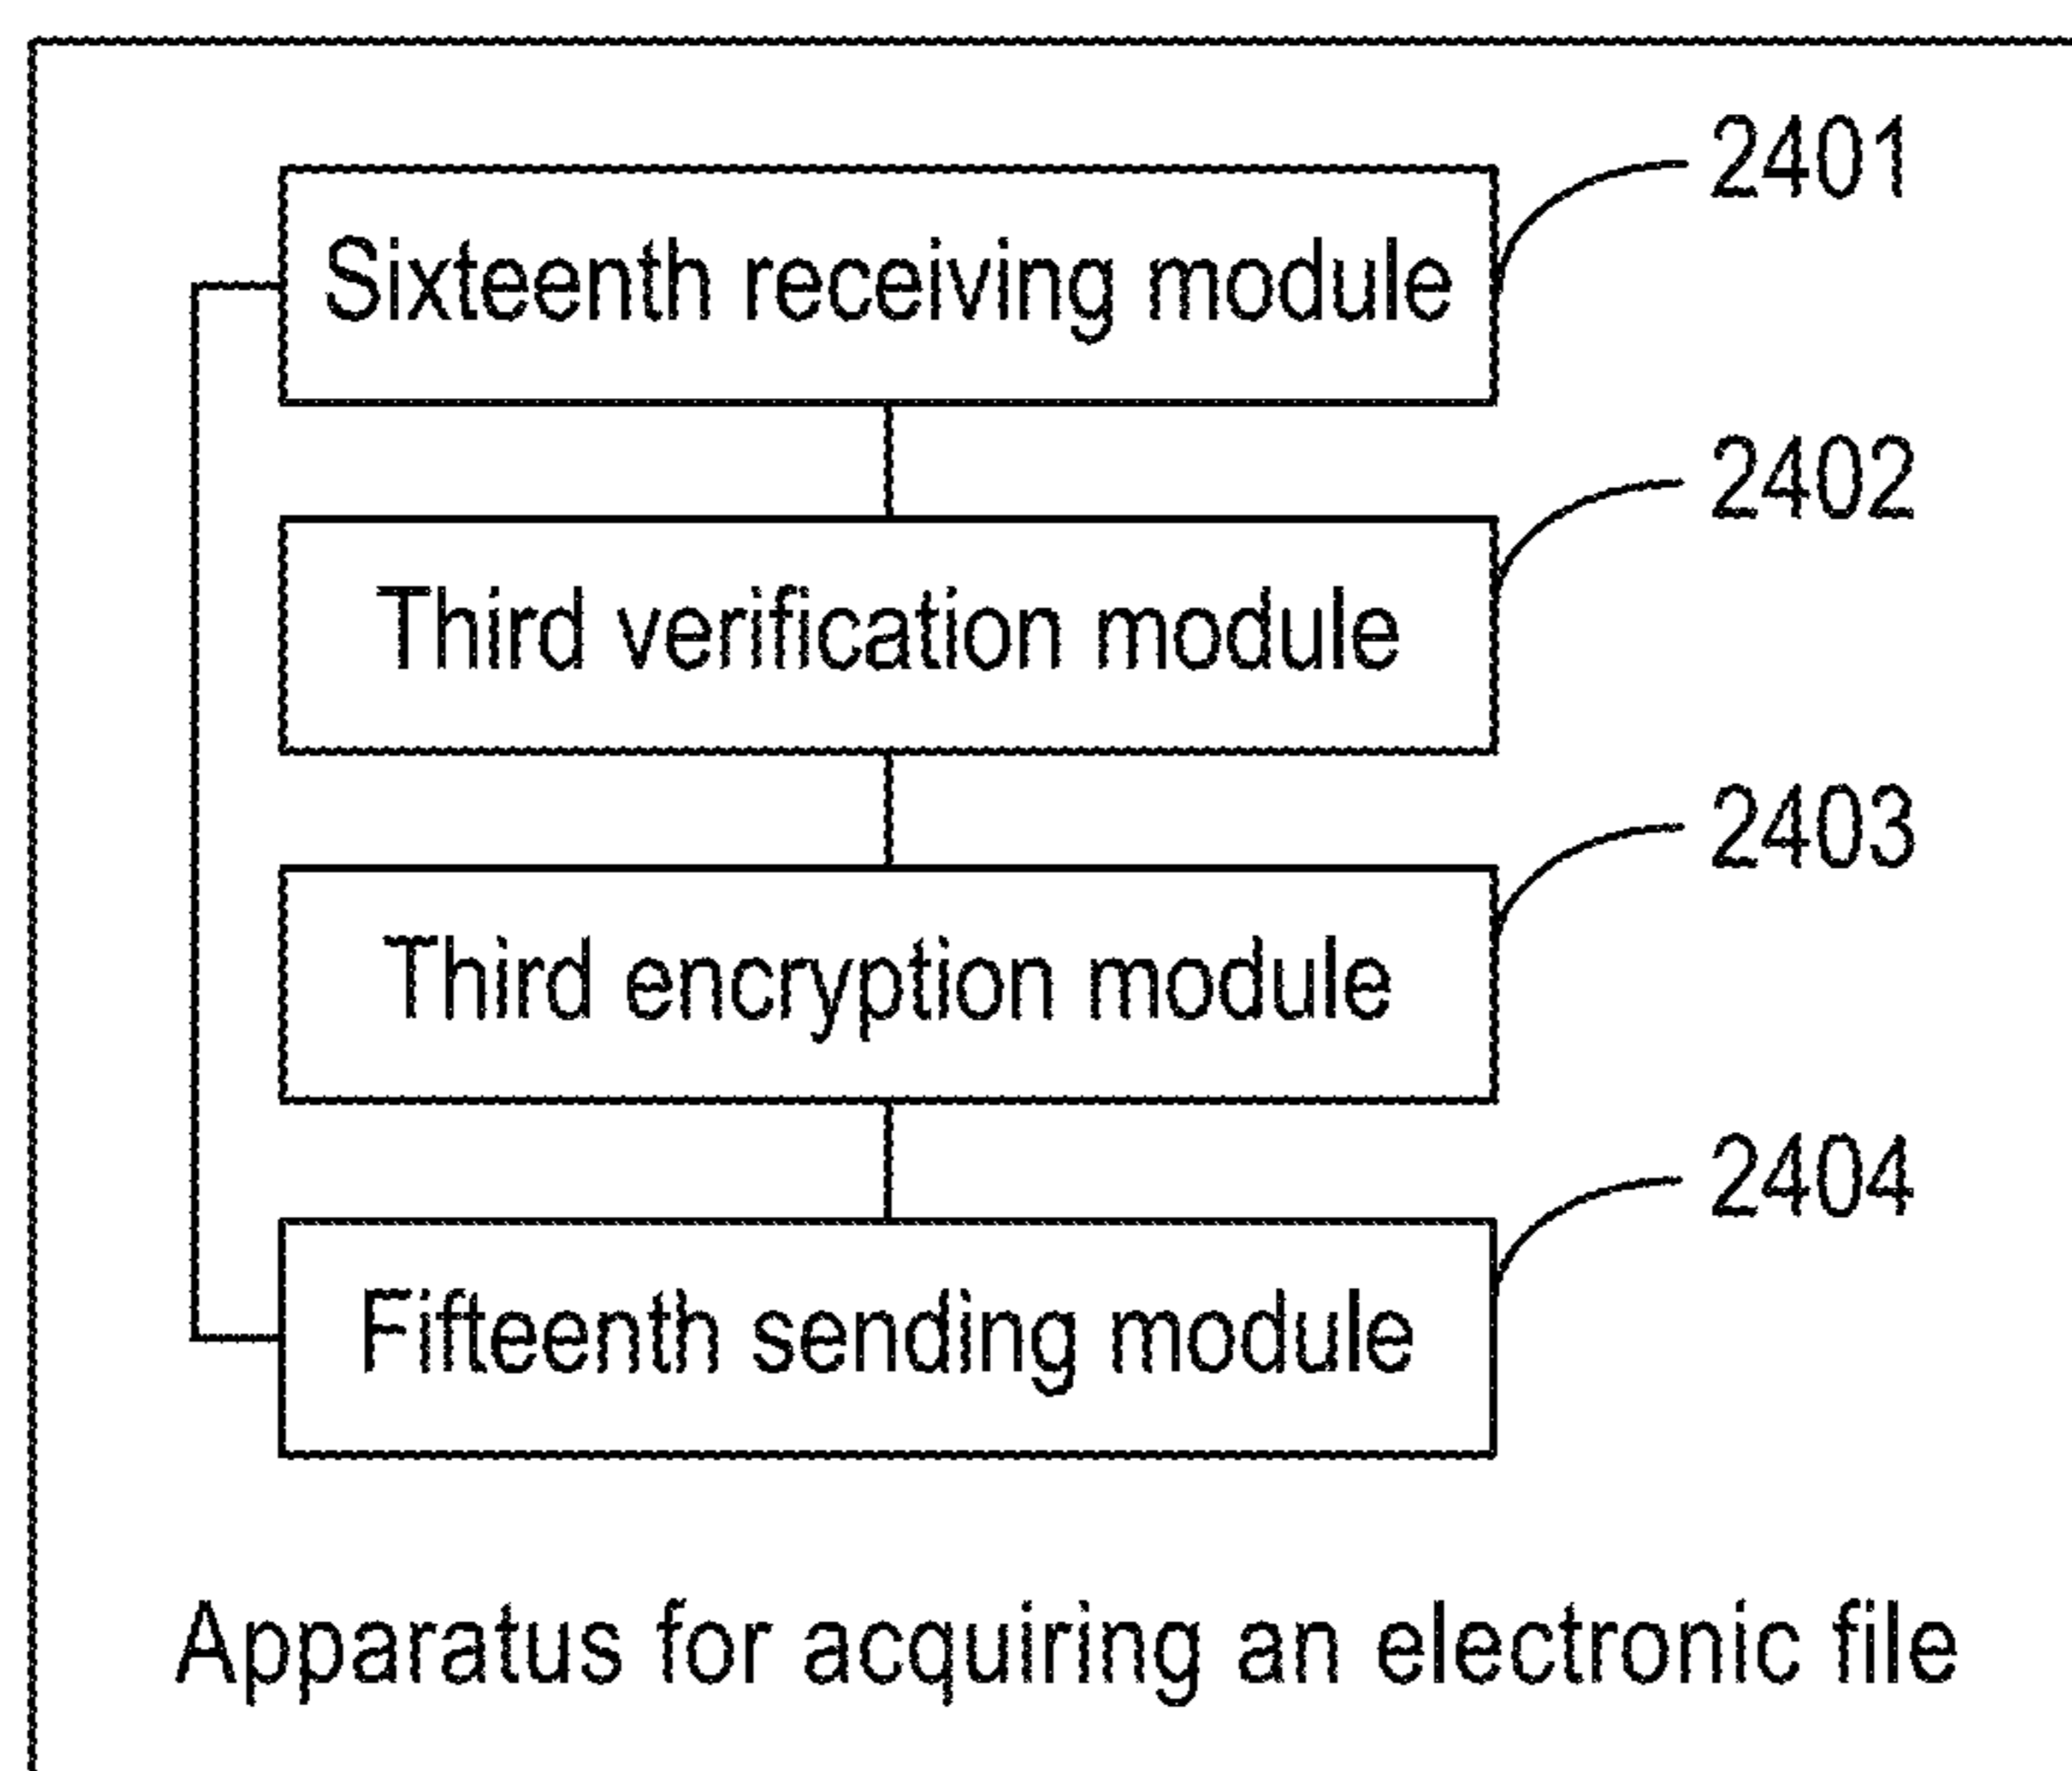 2401
Sixteenth receiving module
2402
Third verification module
2403
Third encryption module
2404
Fifteenth sending module
Apparatus for acquiring an electronic file